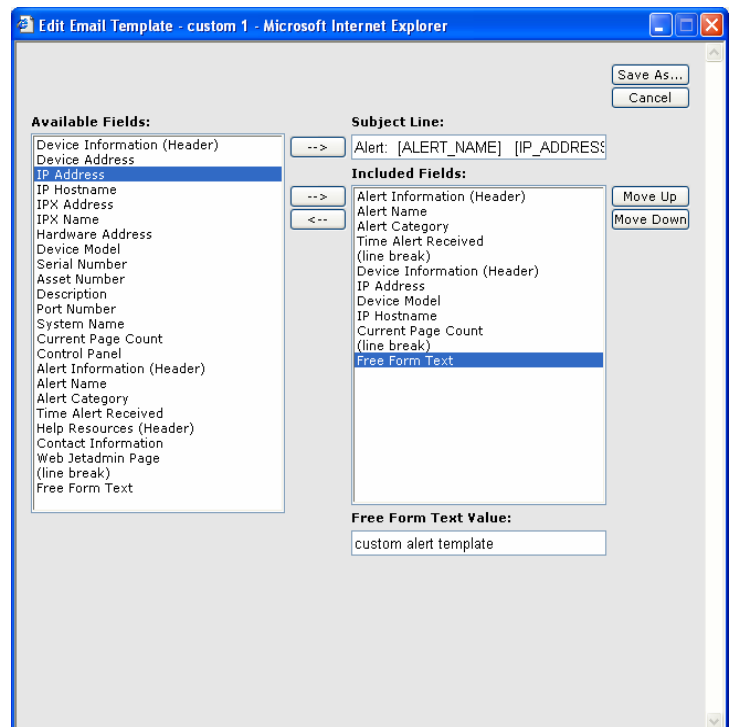 Edit Email Template - custom 1 - Microsoft Internet Explorer
Save As...
Cancel
Available Fields:
Device Information (Header)
Device Address
IP Address
IP Hostname
IPX Address
IPX Name
Hardware Address
Device Model
Serial Number
Asset Number
Description
Port Number
System Name
Current Page Count
Control Panel
Alert Information (Header)
Alert Name
Alert Category
Time Alert Received
Help Resources (Header)
Contact Information
Web Jetadmin Page
(line break)
Free Form Text
-->
-->
<--
Subject Line:
Alert: [ALERT_NAME] [IP_ADDRESS
Included Fields:
Alert Information (Header)
Alert Name
Alert Category
Time Alert Received
(line break)
Device Information (Header)
IP Address
Device Model
IP Hostname
Current Page Count
(line break)
Free Form Text
Move Up
Move Down
Free Form Text Value:
custom alert template